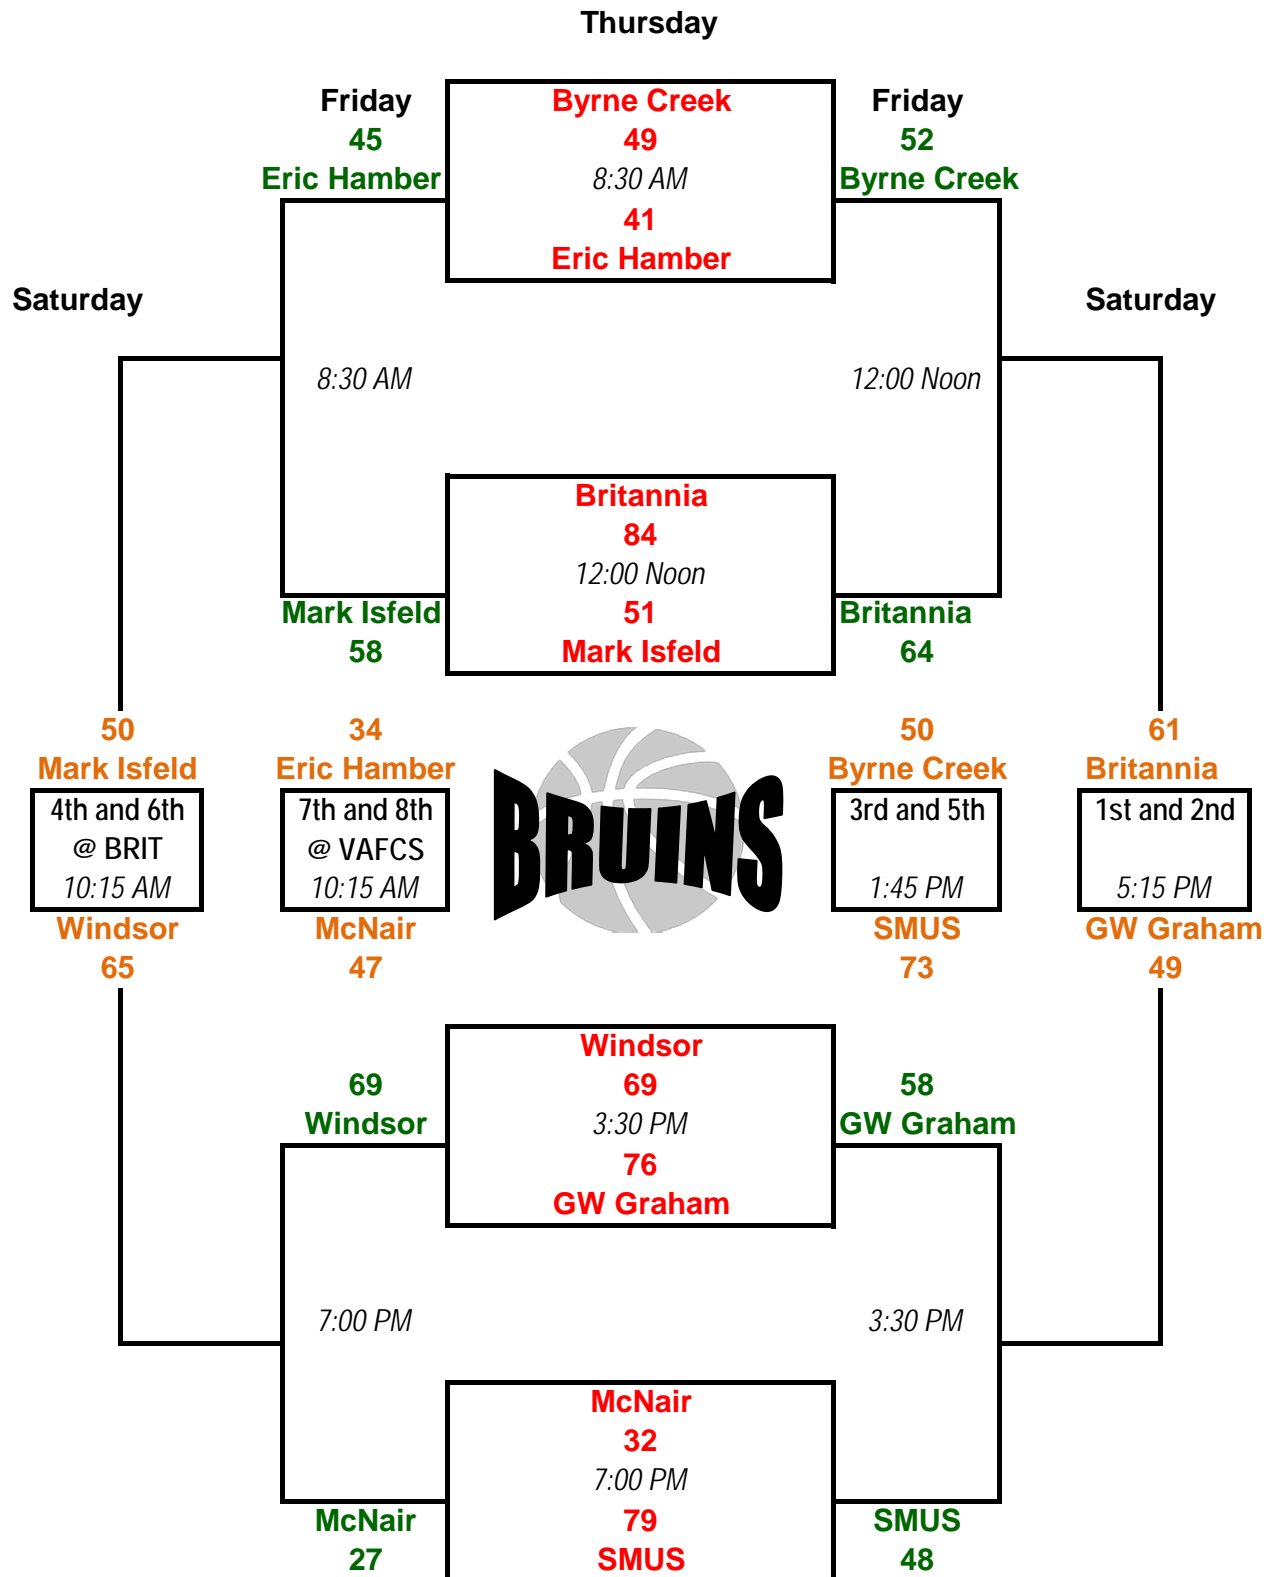 Thursday
Friday
Byrne Creek
Friday
45
49
52
Eric Hamber
8:30 AM
Byrne Creek
41
Eric Hamber
Saturday
Saturday
8:30 AM
12:00 Noon
Britannia
84
12:00 Noon
Mark Isfeld
51
Britannia
58
Mark Isfeld
64
50
34
50
61
Mark Isfeld
Eric Hamber
Byrne Creek
Britannia
4th and 6th
7th and 8th
3rd and 5th
1st and 2nd
@ BRIT
@ VAFCS
10:15 AM
10:15 AM
1:45 PM
5:15 PM
BRUINS
Windsor
McNair
SMUS
GW Graham
65
47
73
49
Windsor
69
69
58
Windsor
3:30 PM
GW Graham
76
GW Graham
7:00 PM
3:30 PM
McNair
32
7:00 PM
McNair
79
SMUS
27
SMUS
48